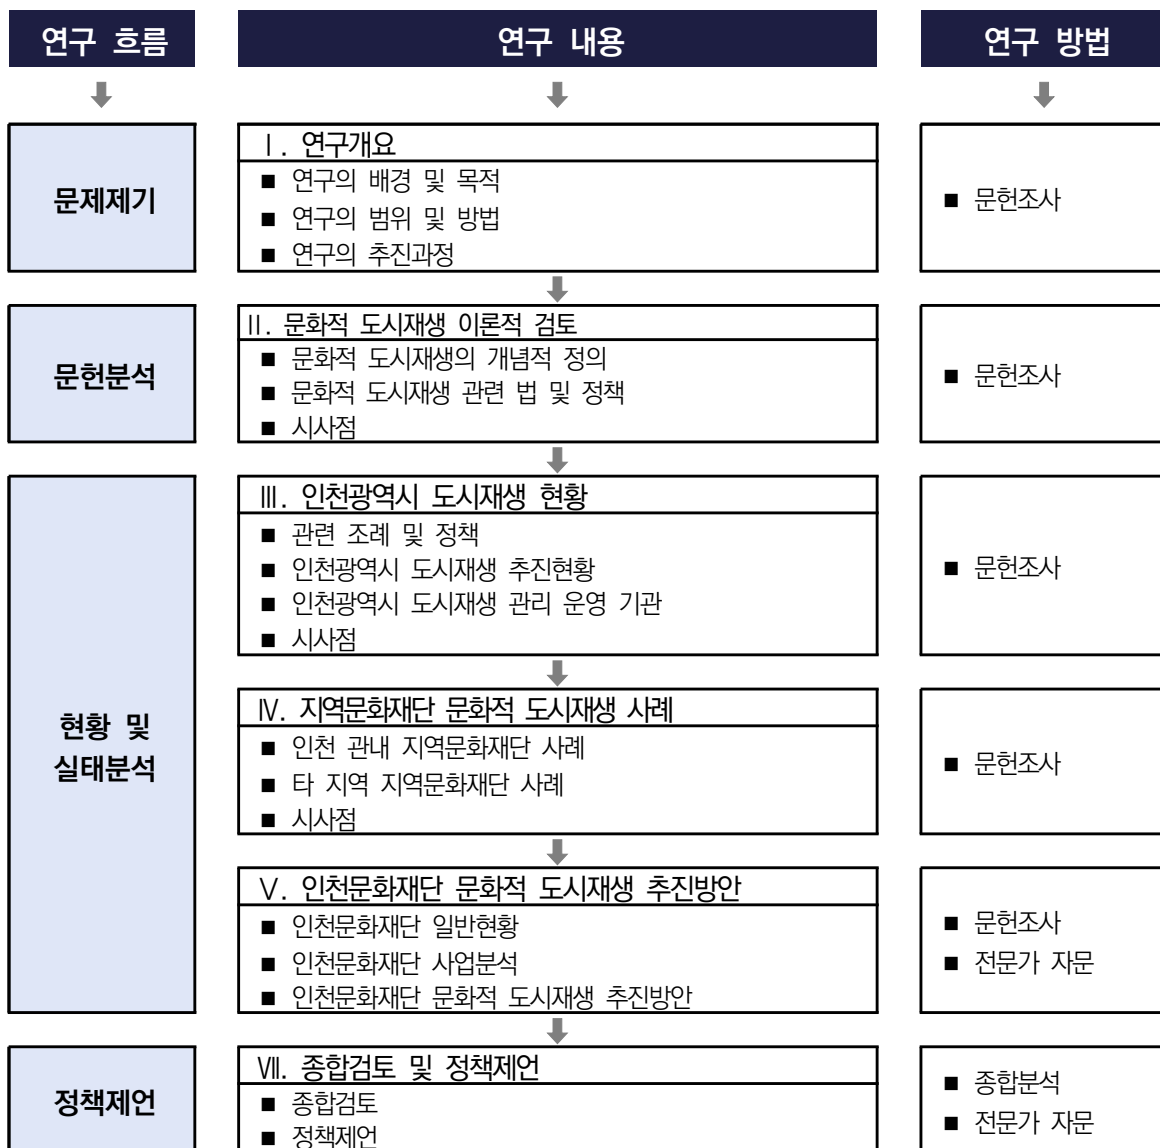 연구 흐름
연구 내용
연구 방법
문제제기
Ⅰ. 연구개요
■ 연구의 배경 및 목적
■ 연구의 범위 및 방법
■ 연구의 추진과정
■ 문헌조사
문헌분석
Ⅱ. 문화적 도시재생 이론적 검토
■ 문화적 도시재생의 개념적 정의
■ 문화적 도시재생 관련 법 및 정책
■ 시사점
■ 문헌조사
현황 및
실태분석
Ⅲ. 인천광역시 도시재생 현황
■ 관련 조례 및 정책
■ 인천광역시 도시재생 추진현황
■ 인천광역시 도시재생 관리 운영 기관
■ 시사점
■ 문헌조사
Ⅳ. 지역문화재단 문화적 도시재생 사례
■ 인천 관내 지역문화재단 사례
■ 타 지역 지역문화재단 사례
■ 시사점
■ 문헌조사
Ⅴ. 인천문화재단 문화적 도시재생 추진방안
■ 인천문화재단 일반현황
■ 인천문화재단 사업분석
■ 인천문화재단 문화적 도시재생 추진방안
■ 문헌조사
■ 전문가 자문
정책제언
Ⅶ. 종합검토 및 정책제언
■ 종합검토
■ 정책제언
■ 종합분석
■ 전문가 자문